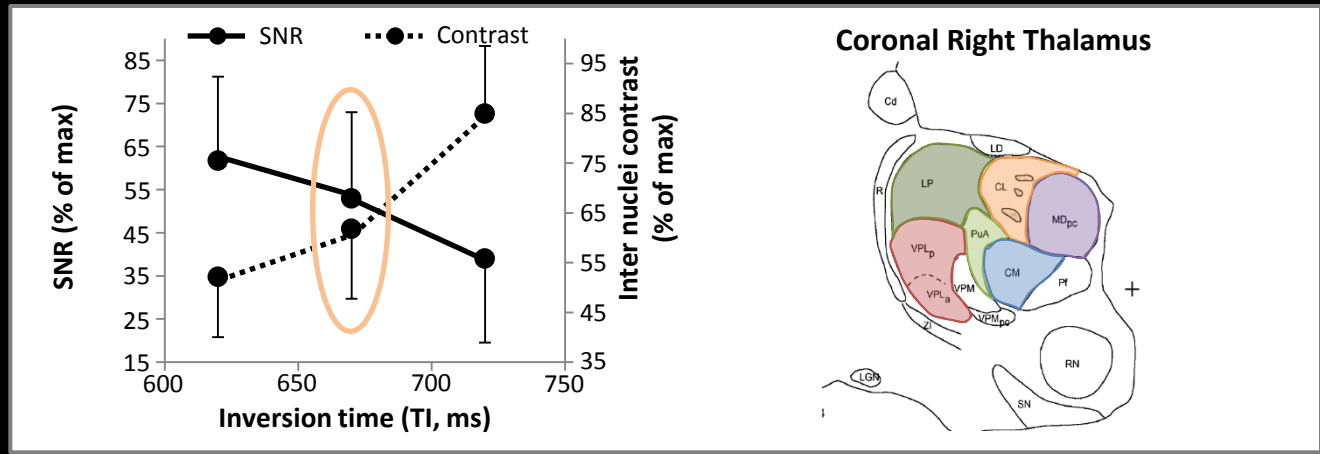 SNR
Contrast
SNR (% of max)
85
75
65
55
45
35
25
15
600
650
700
750
Inversion time (TI, ms)
95
85
75
65
55
45
35
Inter nuclei contrast
(% of max)
Coronal Right Thalamus
Cd
LD
R
LP
CL
MDpc
PuA
VPLp
CM
VPLa
VPM
Pf
VPMpc
ZI
LGN
RN
SN